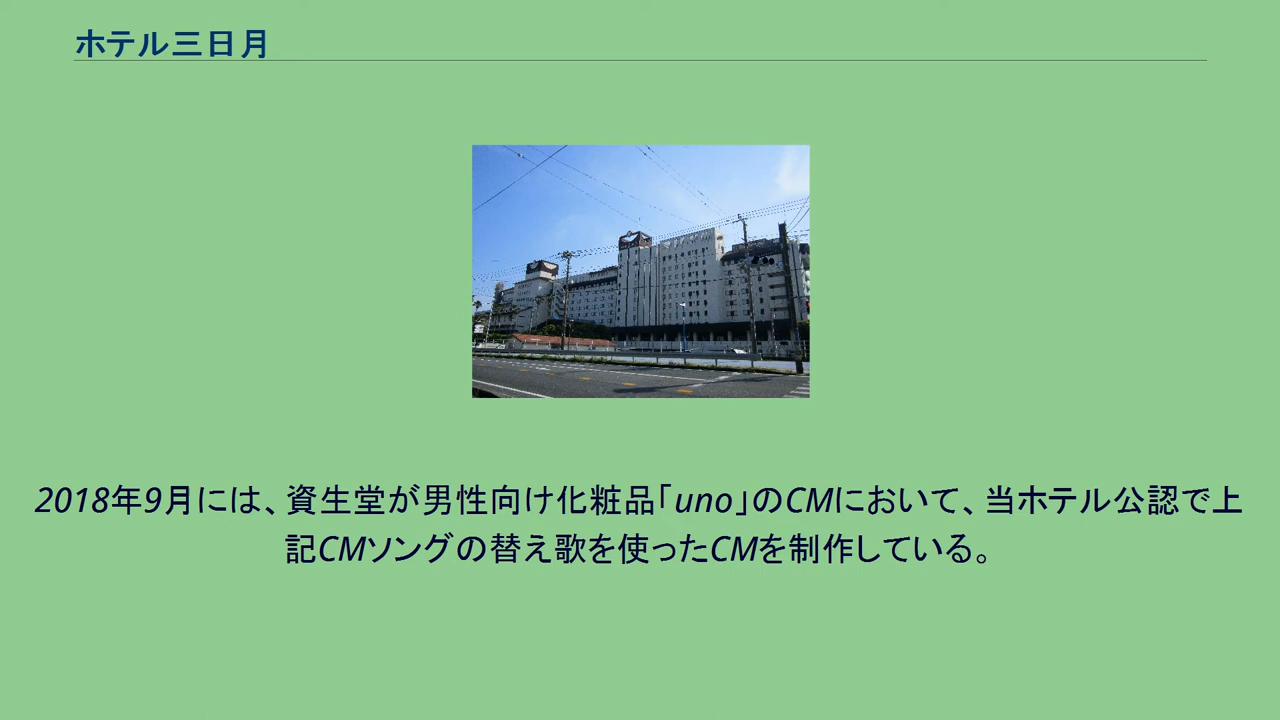 ホテル三日月
2018年9月には、資生堂が男性向け化粧品｢uno｣のCMにおいて、当ホテル公認で上
記CMソングの替え歌を使ったCMを制作している。